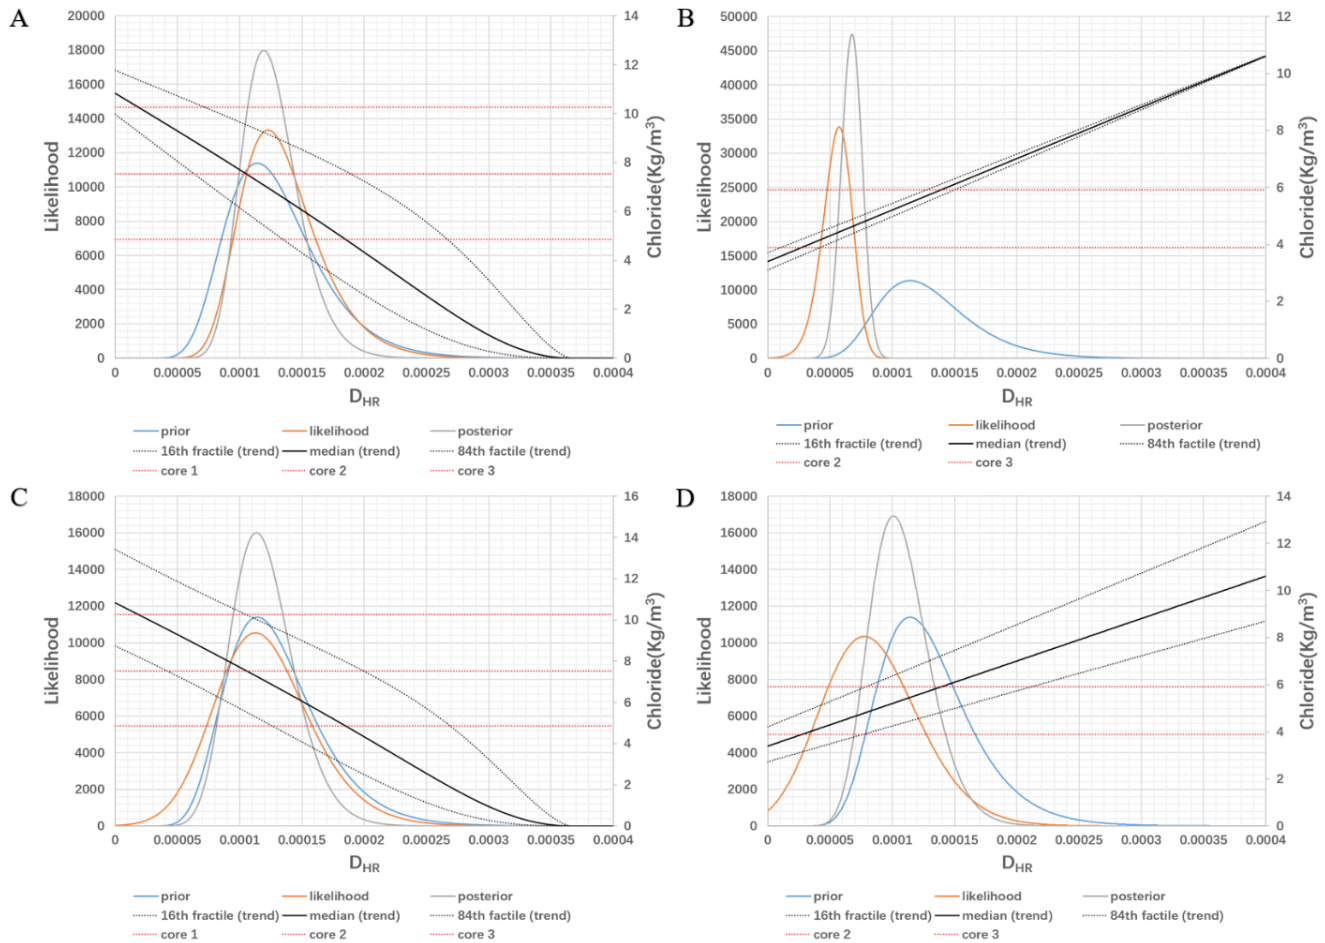 A
20000
18000
16000
14000
12000
10000
8000
6000
4000
2000
0
Likelihood
14
12
10
8
6
4
2
0
Chloride(Kg/m³)
0 0.00005 0.0001 0.00015 0.0002 0.00025 0.0003 0.00035 0.0004
D_HR
prior likelihood posterior
16th fractile (trend) median (trend) 84th factile (trend)
core 1 core 2 core 3
B
50000
45000
40000
35000
30000
25000
20000
15000
10000
5000
0
Likelihood
12
10
8
6
4
2
0
Chloride(Kg/m³)
0 0.00005 0.0001 0.00015 0.0002 0.00025 0.0003 0.00035 0.0004
D_HR
prior likelihood posterior
16th fractile (trend) median (trend) 84th factile (trend)
core 2 core 3
C
18000
16000
14000
12000
10000
8000
6000
4000
2000
0
Likelihood
16
14
12
10
8
6
4
2
0
Chloride(Kg/m³)
0 0.00005 0.0001 0.00015 0.0002 0.00025 0.0003 0.00035 0.0004
D_HR
prior likelihood posterior
16th fractile (trend) median (trend) 84th factile (trend)
core 1 core 2 core 3
D
18000
16000
14000
12000
10000
8000
6000
4000
2000
0
Likelihood
14
12
10
8
6
4
2
0
Chloride(Kg/m³)
0 0.00005 0.0001 0.00015 0.0002 0.00025 0.0003 0.00035 0.0004
D_HR
prior likelihood posterior
16th fractile (trend) median (trend) 84th factile (trend)
core 2 core 3